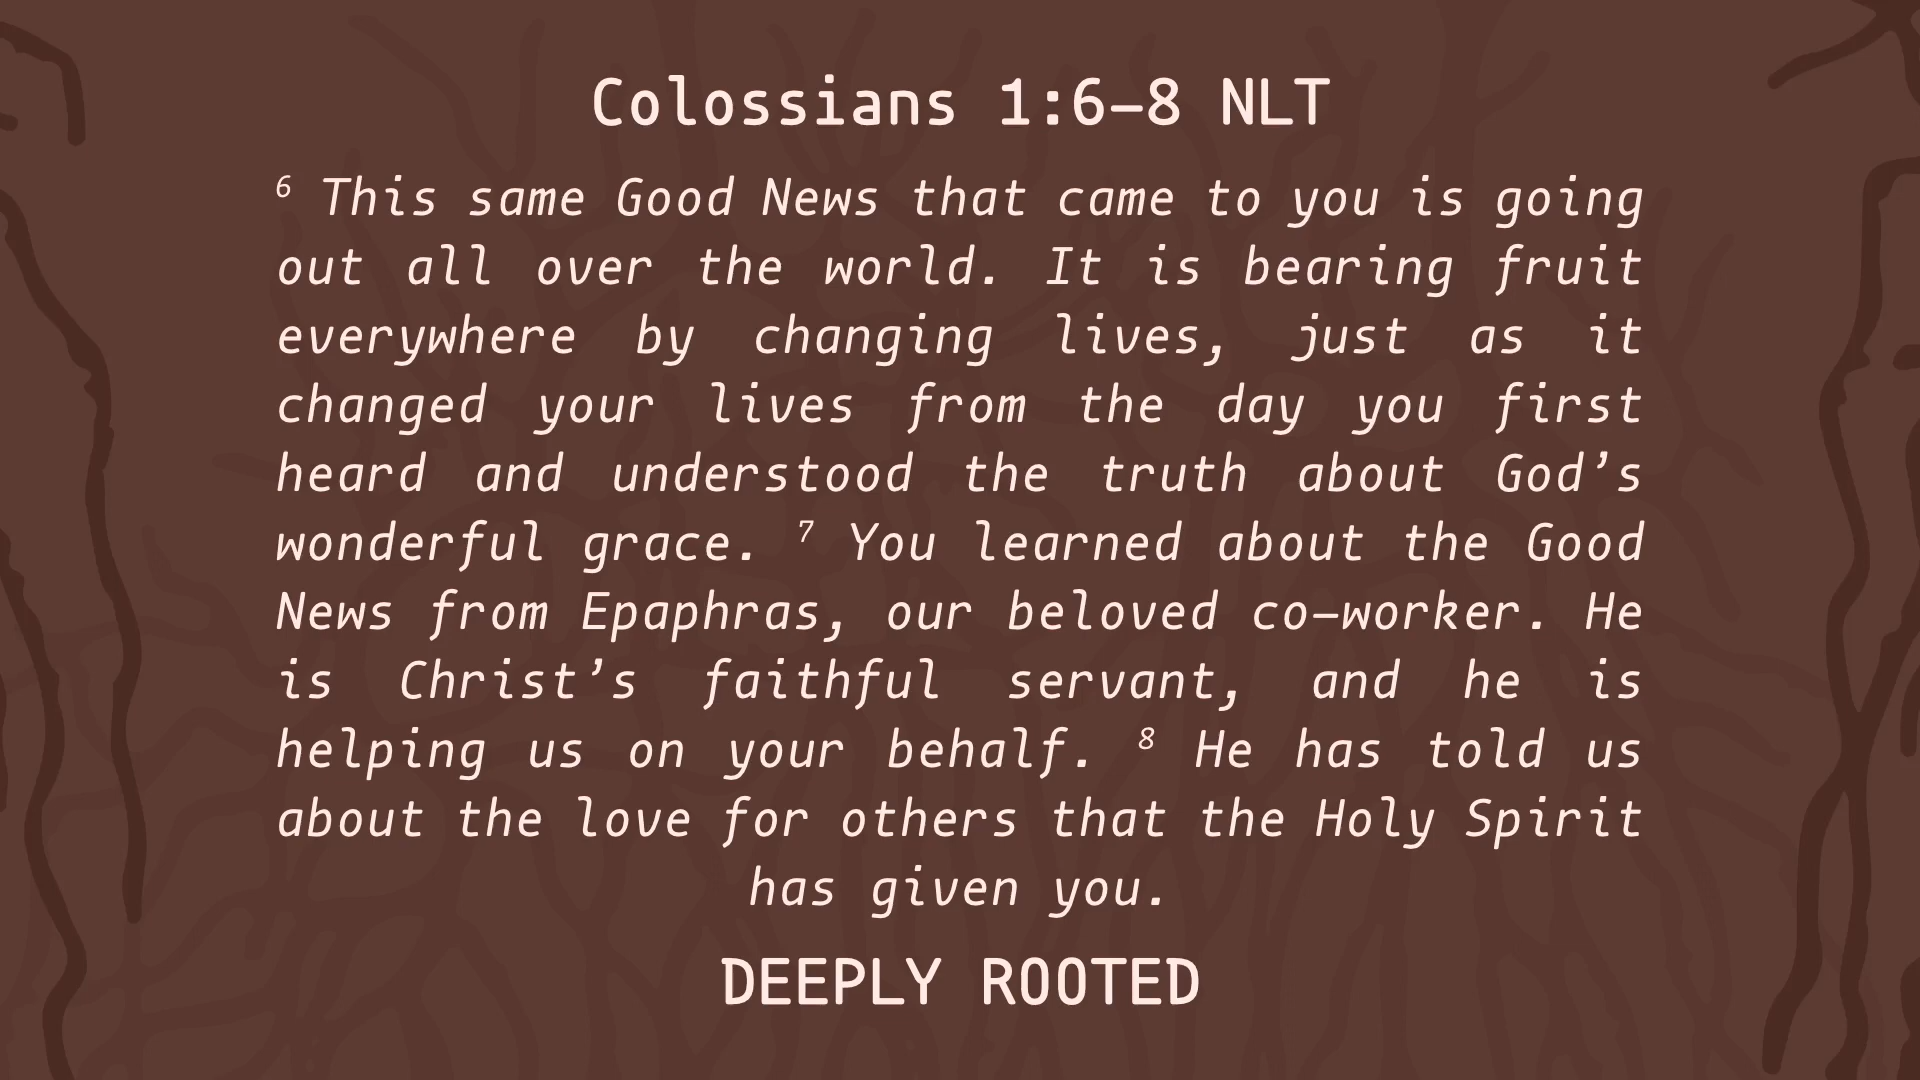 Colossians 1:6–8 NLT
⁶ This same Good News that came to you is going
out all over the world. It is bearing fruit
everywhere by changing lives, just as it
changed your lives from the day you first
heard and understood the truth about God’s
wonderful grace. ⁷ You learned about the Good
News from Epaphras, our beloved co–worker. He
is Christ’s faithful servant, and he is
helping us on your behalf. ⁸ He has told us
about the love for others that the Holy Spirit
has given you.
DEEPLY ROOTED